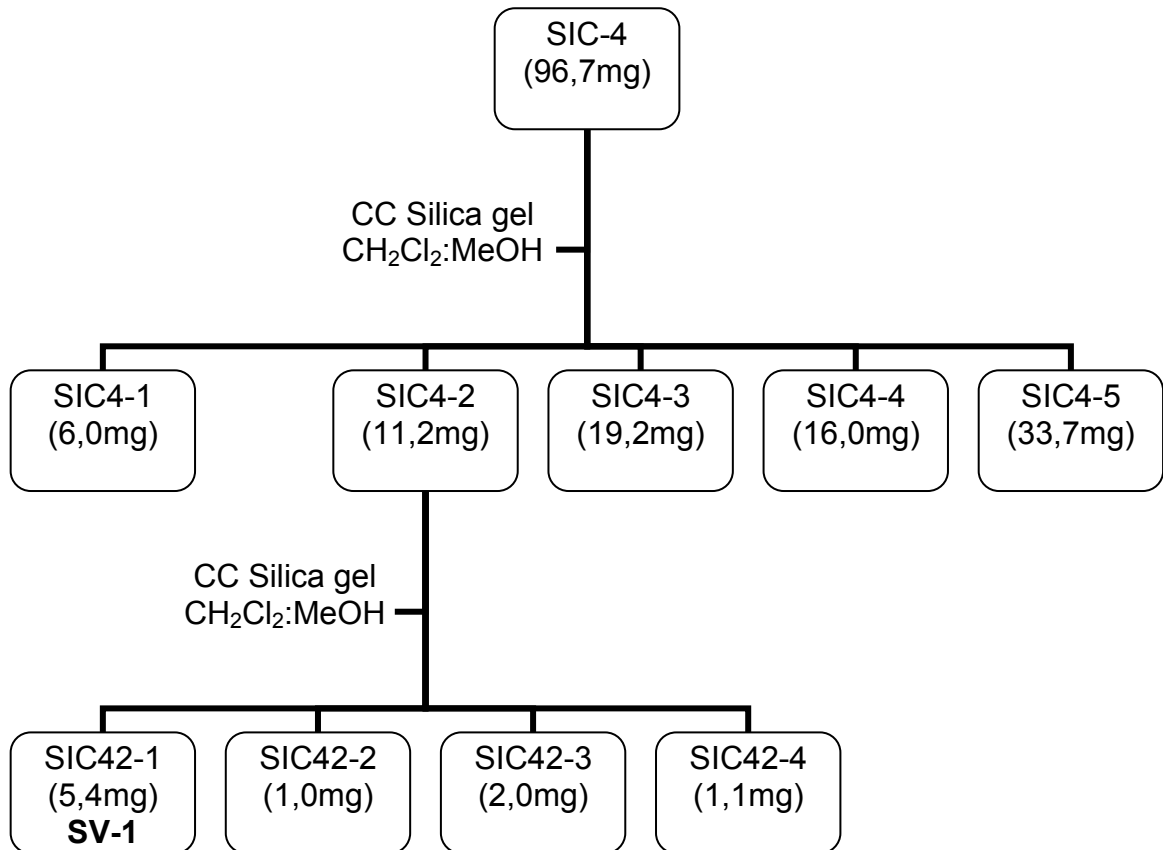 SIC-4
(96,7mg)
CC Silica gel
CH₂Cl₂:MeOH
SIC4-1
(6,0mg)
SIC4-2
(11,2mg)
SIC4-3
(19,2mg)
SIC4-4
(16,0mg)
SIC4-5
(33,7mg)
CC Silica gel
CH₂Cl₂:MeOH
SIC42-1
(5,4mg)
SV-1
SIC42-2
(1,0mg)
SIC42-3
(2,0mg)
SIC42-4
(1,1mg)